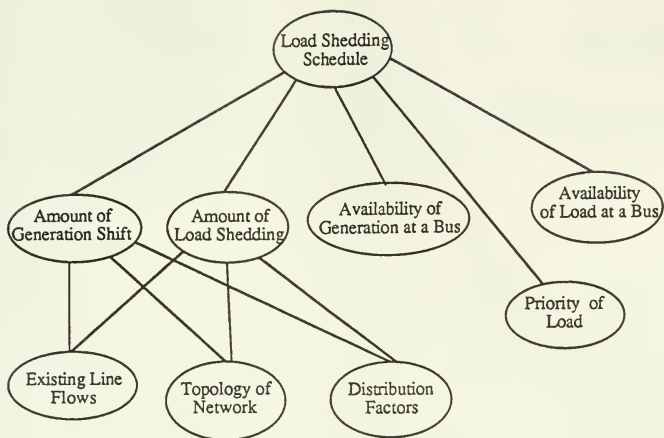 Load Shedding
Schedule
Amount of
Generation Shift
Amount of
Load Shedding
Availability of
Generation at a Bus
Availability
of Load at a Bus
Priority of
Load
Existing Line
Flows
Topology of
Network
Distribution
Factors